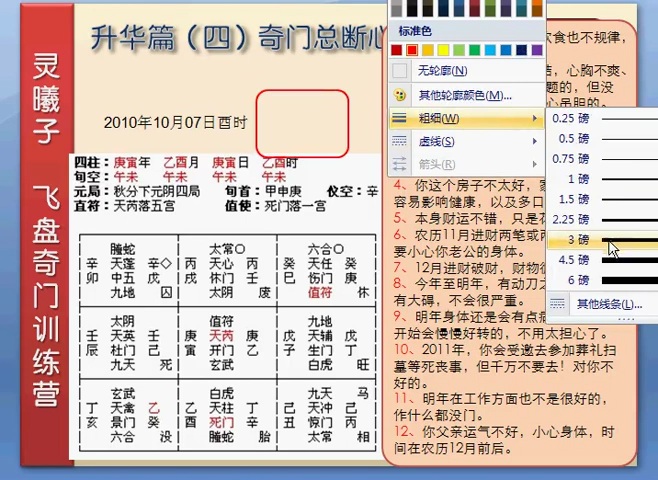 升华篇（四）奇门总断心
灵曦子 飞盘奇门训练营
2010年10月07日酉时
四柱：庚寅年 乙酉月 庚寅日 乙酉时
旬空：午未 午未 午未 午未
元局：秋分下元阴四局 旬首：甲申庚 仪空：辛
直符：天芮落五宫 值使：死门落一宫
螣蛇 太常○ 六合○
辛 天蓬 辛◇ 丙 天心 丙 癸 天任 癸
卯 中五 戊 戌 休门 壬 巳 伤门 庚
九地 囚 太阴 废 值符 休
太阴 值符 九地
壬 天英 壬 天芮 庚 戊 天辅 戊
辰 杜门 己 开门 乙 子 生门 丁
九天 死 玄武 白虎 旺
玄武 白虎 九天 马
丁 天禽 乙 乙 天柱 丁 己 天冲 己
亥 景门 癸 酉 死门 辛 丑 惊门 丙
六合 没 螣蛇 胎 太常 相
标准色
无轮廓(N)
其他轮廓颜色(M)...
粗细(W)
虚线(S)
箭头(R)
0.25 磅
0.5 磅
0.75 磅
1 磅
1.5 磅
2.25 磅
3 磅
4.5 磅
6 磅
其他线条(L)...
饮食也不规律，
，心胸不爽、
题的，但没
心吊胆的。
4、你这个房子不太好，
容易影响健康，以及多口
5、本身财运不错，只是
6、农历11月进财两笔或
要小心你老公的身体。
7、12月进财破财，财物
8、今年至明年，有动刀
有大碍，不会很严重。
9、明年身体还是会有点
开始会慢慢好转的，不用太担心了。
10、2011年，你会受邀去参加葬礼扫
墓等死丧事，但千万不要去！对你不
好的。
11、明年在工作方面也不是很好的，
作什么都没门。
12、你父亲运气不好，小心身体，时
间在农历12月前后。